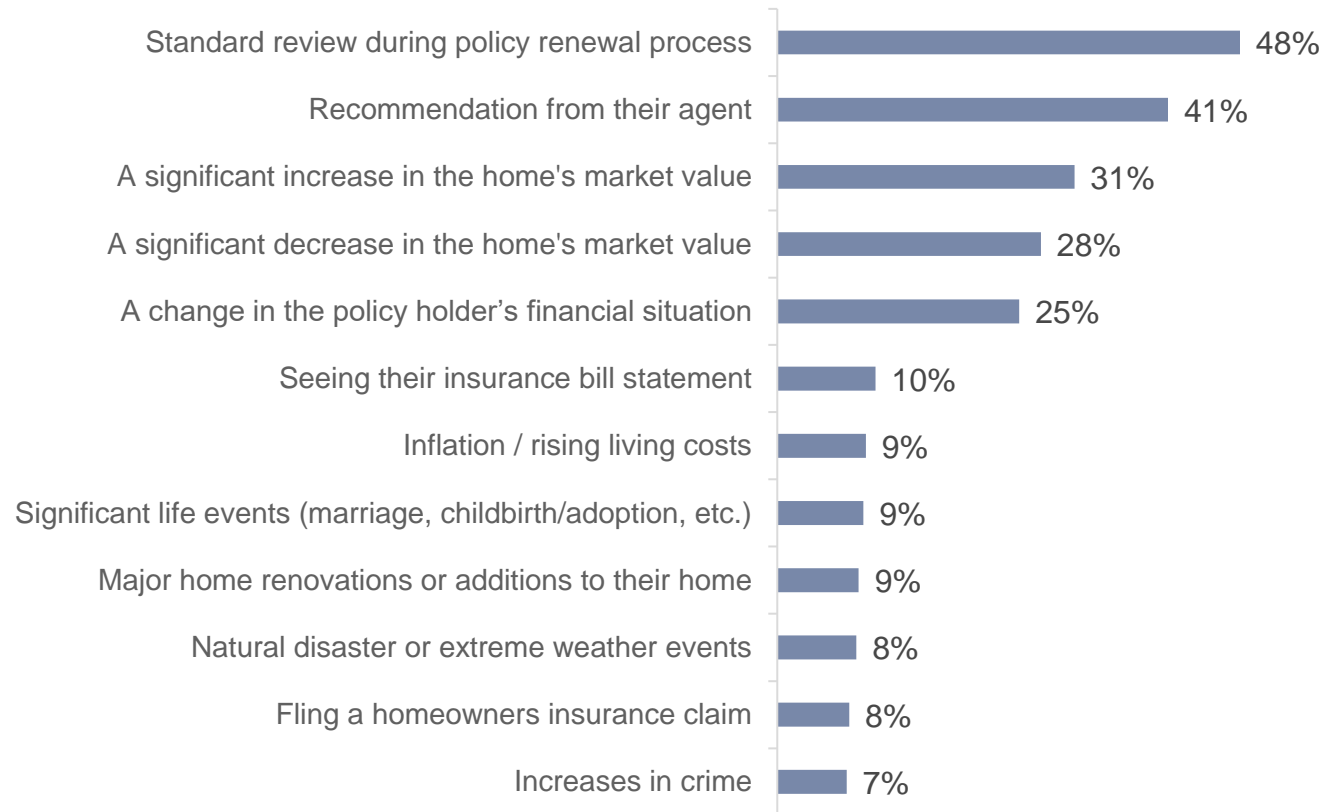 Standard review during policy renewal process 48%
Recommendation from their agent 41%
A significant increase in the home's market value 31%
A significant decrease in the home's market value 28%
A change in the policy holder’s financial situation 25%
Seeing their insurance bill statement 10%
Inflation / rising living costs 9%
Significant life events (marriage, childbirth/adoption, etc.) 9%
Major home renovations or additions to their home 9%
Natural disaster or extreme weather events 8%
Fling a homeowners insurance claim 8%
Increases in crime 7%